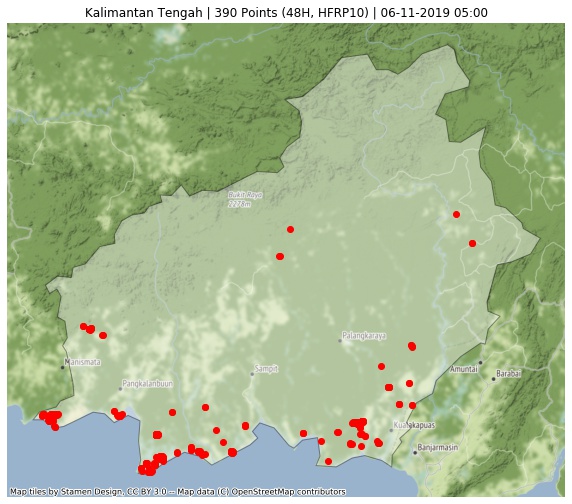 Kalimantan Tengah | 390 Points (48H, HFRP10) | 06-11-2019 05:00
Bukit Raya
2278m
Palangkaraya
Manismata
Sampit
Amuntai
Barabai
Pangkalanbuun
Kualakapuas
Banjarmasin
Map tiles by Stamen Design, CC BY 3.0 -- Map data (C) OpenStreetMap contributors